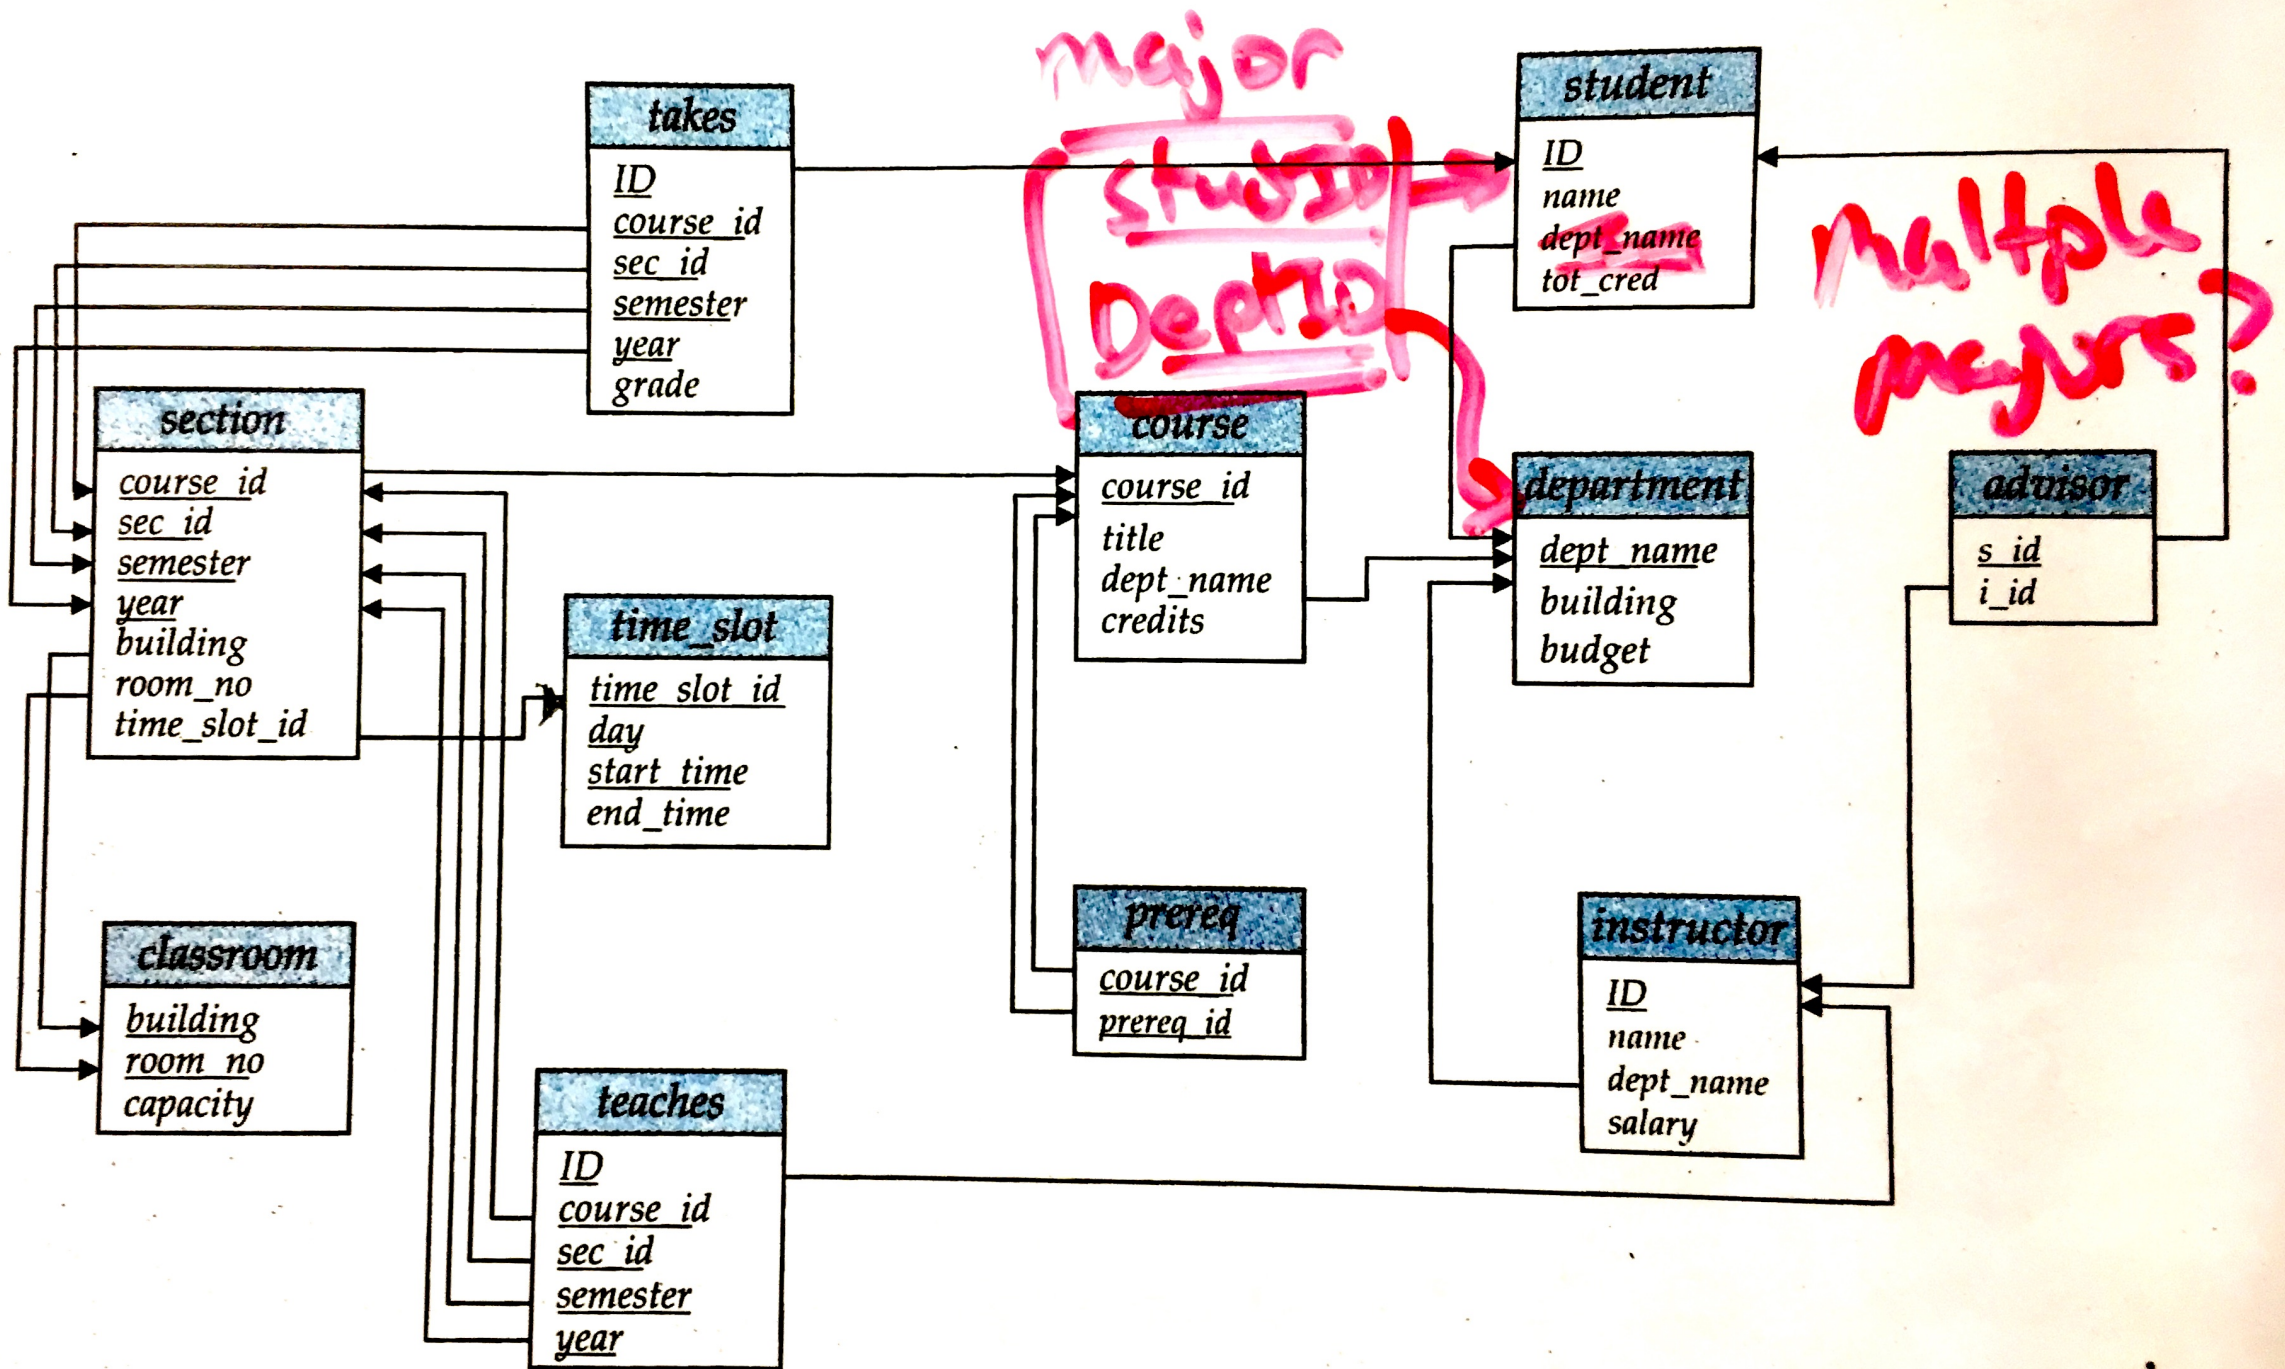 major
StudID
DeptID
Multple
majors?
takes
ID
course_id
sec_id
semester
year
grade
student
ID
name
dept_name
tot_cred
section
course_id
sec_id
semester
year
building
room_no
time_slot_id
time_slot
time_slot_id
day
start_time
end_time
course
course_id
title
dept_name
credits
department
dept_name
building
budget
advisor
s_id
i_id
classroom
building
room_no
capacity
prereq
course_id
prereq_id
instructor
ID
name
dept_name
salary
teaches
ID
course_id
sec_id
semester
year